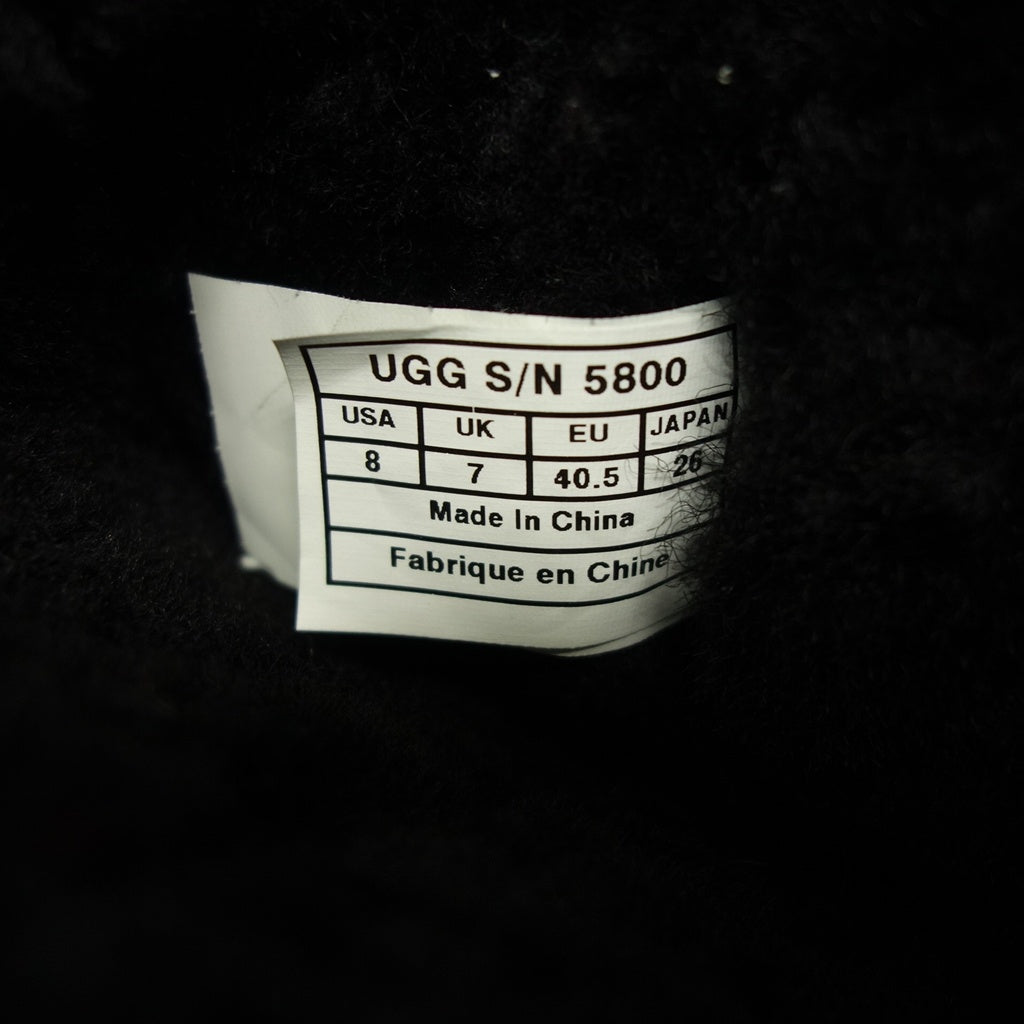 UGG S/N 5800
USA UK EU JAPAN
8 7 40.5 26
Made In China
Fabrique en Chine